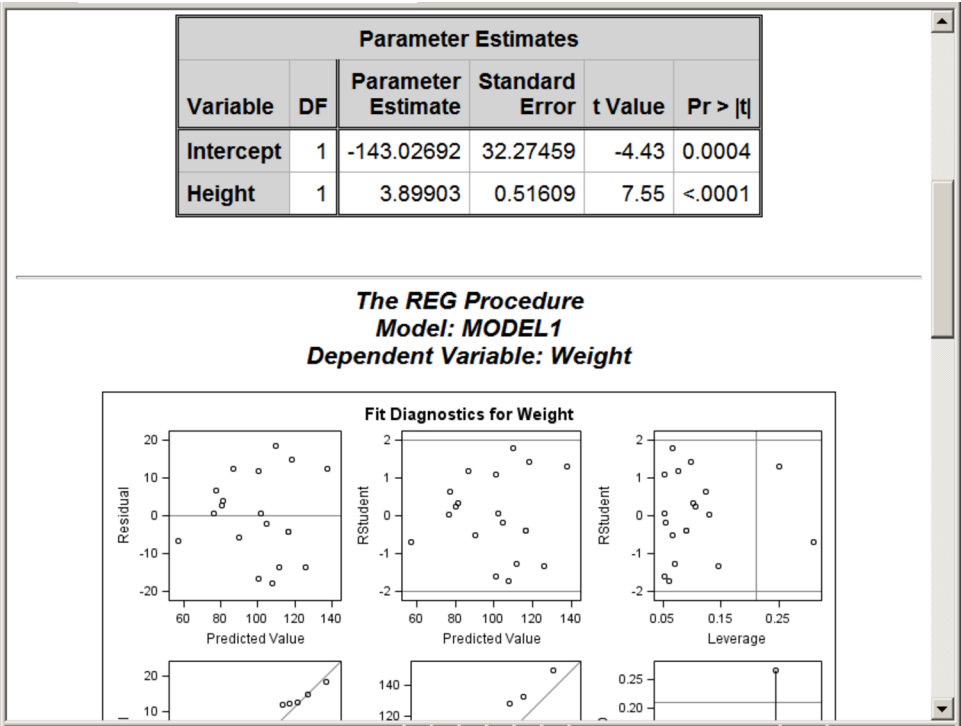 Parameter Estimates
Variable DF Parameter Estimate Standard Error t Value Pr > |t|
Intercept 1 -143.02692 32.27459 -4.43 0.0004
Height 1 3.89903 0.51609 7.55 <.0001
The REG Procedure
Model: MODEL1
Dependent Variable: Weight
Fit Diagnostics for Weight
20
10
0
-10
-20
Residual
60 80 100 120 140
Predicted Value
2
1
0
-1
-2
RStudent
60 80 100 120 140
Predicted Value
2
1
0
-1
-2
RStudent
0.05 0.15 0.25
Leverage
20
10
140
120
0.25
0.20